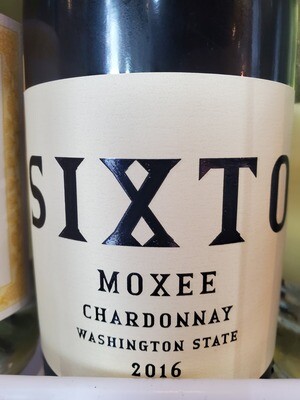 SIXTO
MOXEE
CHARDONNAY
WASHINGTON STATE
2016